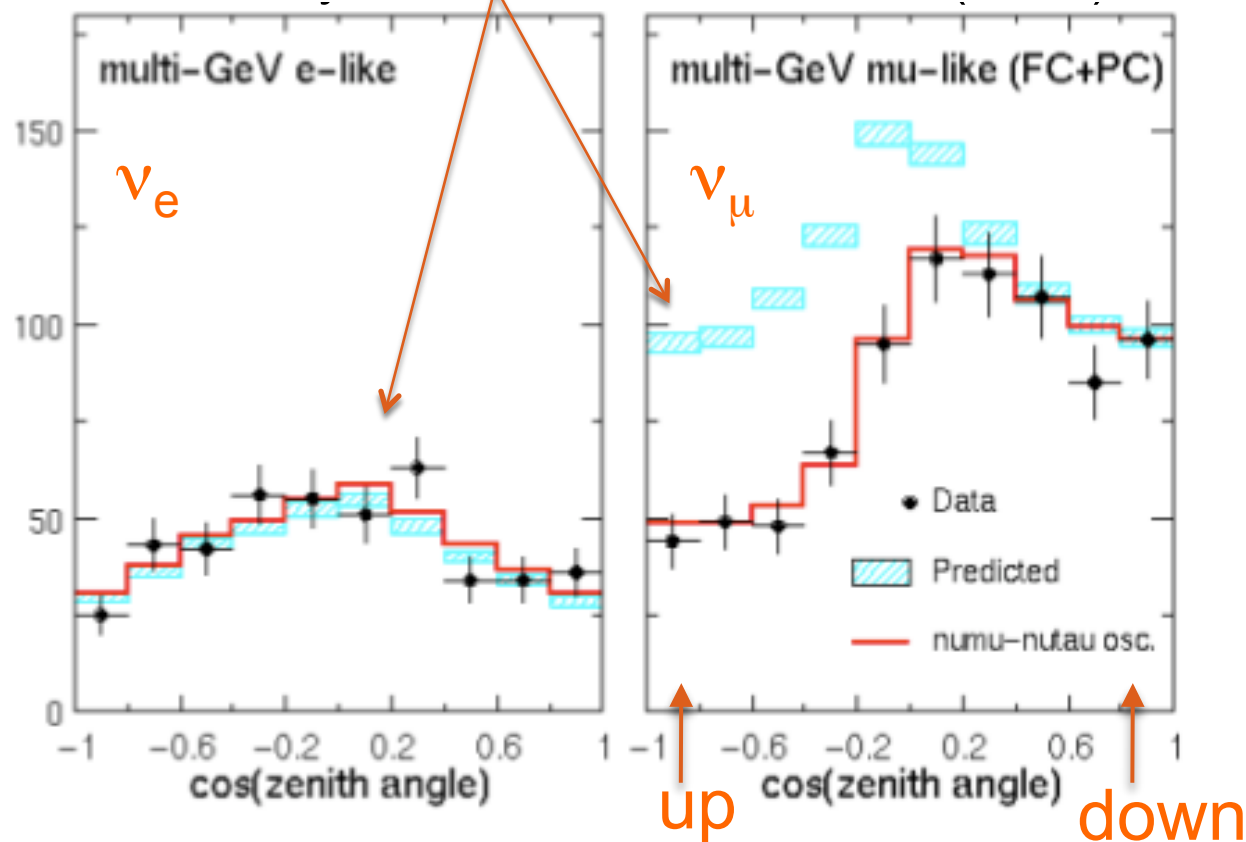 multi-GeV e-like
multi-GeV mu-like (FC+PC)
150
100
50
0
νe
νμ
Data
Predicted
numu-nutau osc.
-1 -0.6 -0.2 0.2 0.6 1
-1 -0.6 -0.2 0.2 0.6 1
cos(zenith angle)
cos(zenith angle)
up
down